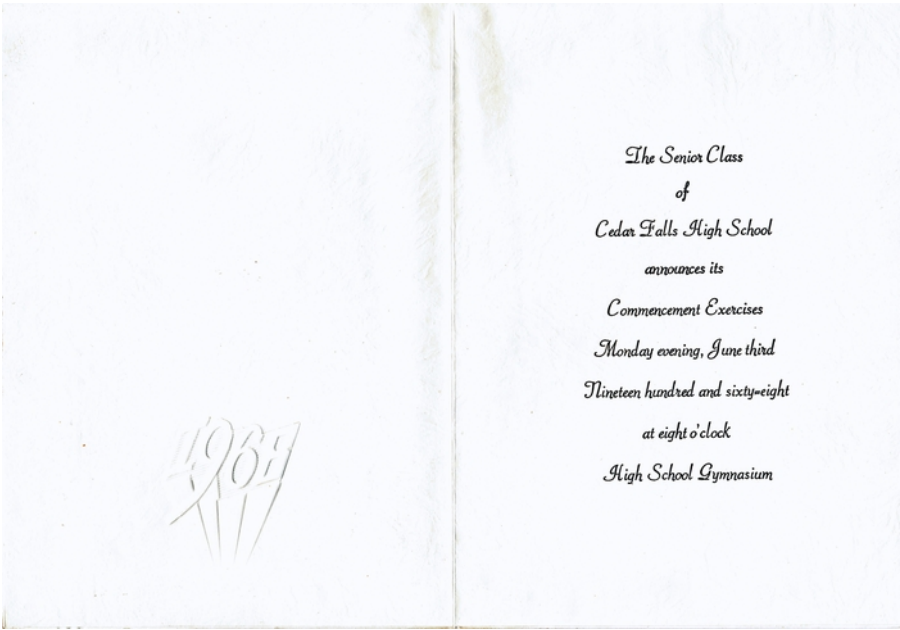 The Senior Class
of
Cedar Falls High School
announces its
Commencement Exercises
Monday evening, June third
Nineteen hundred and sixty-eight
at eight o'clock
High School Gymnasium